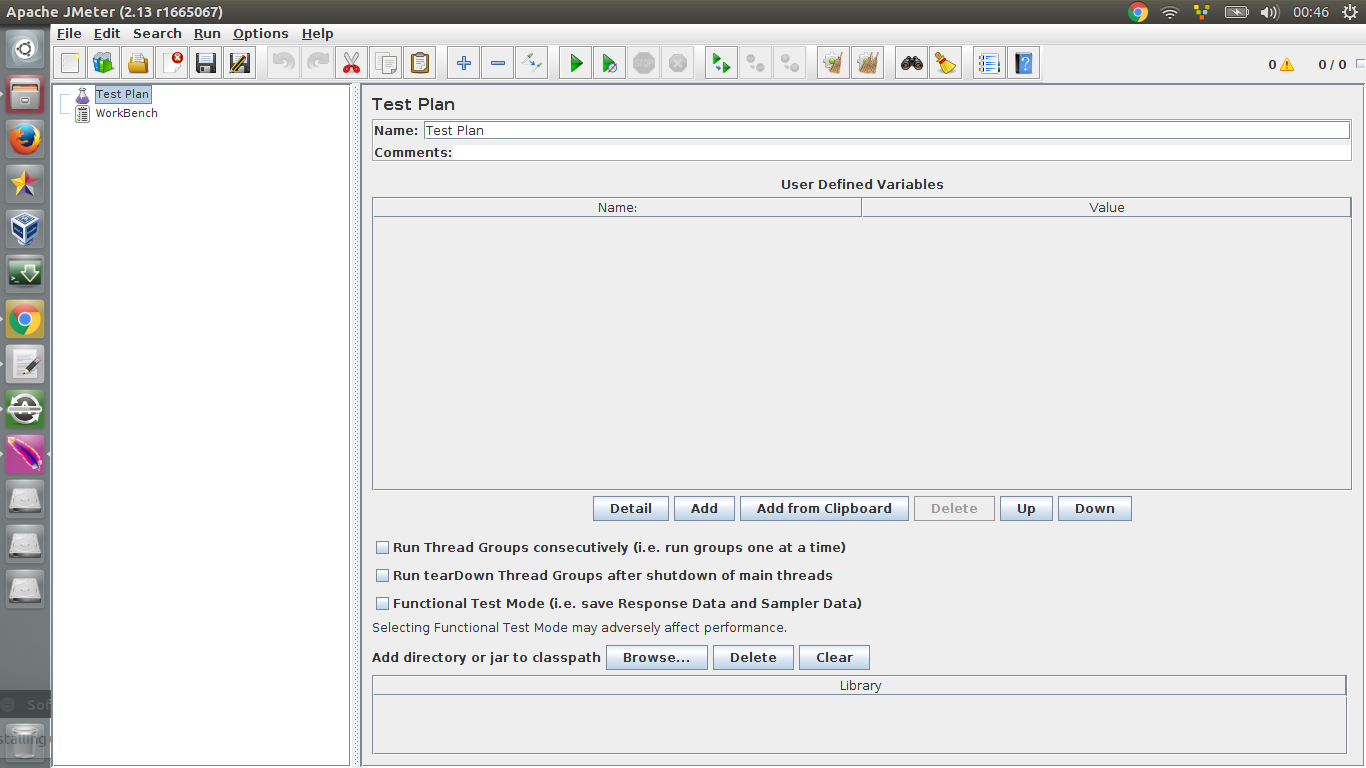 Apache JMeter (2.13 r1665067)
00:46
File Edit Search Run Options Help
0 0 / 0
Test Plan
WorkBench
Test Plan
Name: Test Plan
Comments:
User Defined Variables
Name: Value
Detail Add Add from Clipboard Delete Up Down
Run Thread Groups consecutively (i.e. run groups one at a time)
Run tearDown Thread Groups after shutdown of main threads
Functional Test Mode (i.e. save Response Data and Sampler Data)
Selecting Functional Test Mode may adversely affect performance.
Add directory or jar to classpath Browse... Delete Clear
Library
Sof
stalling